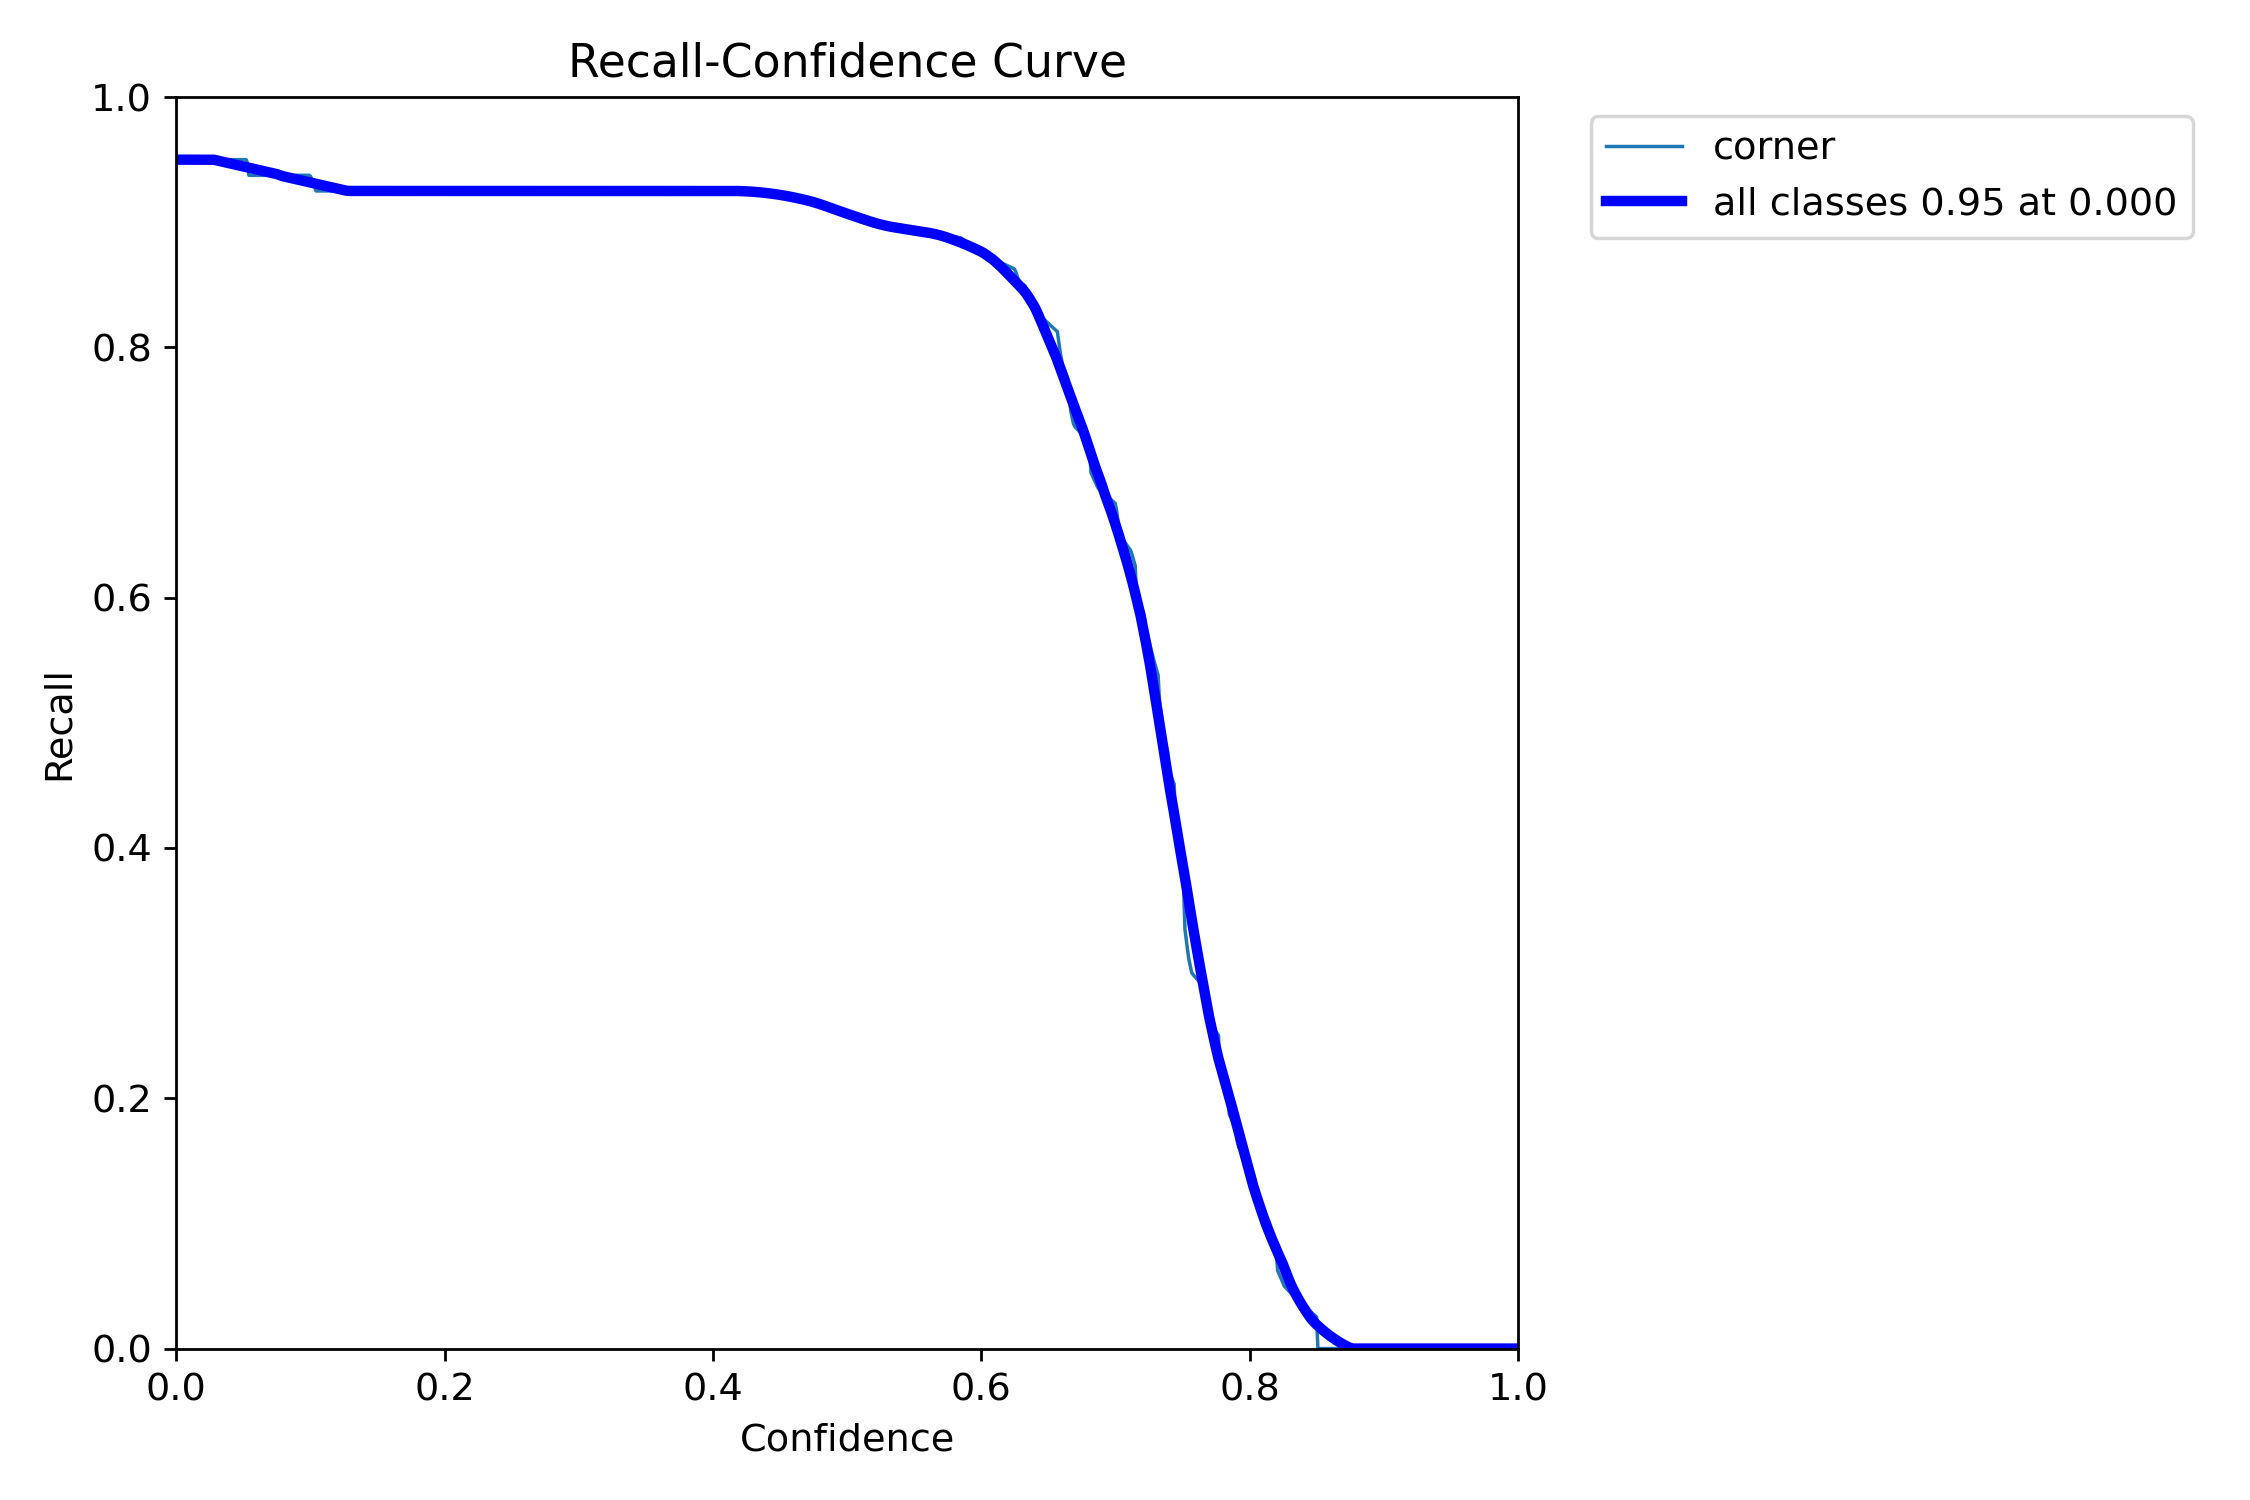 Recall-Confidence Curve
corner
all classes 0.95 at 0.000
1.0
0.8
0.6
0.4
0.2
0.0
Recall
0.0 0.2 0.4 0.6 0.8 1.0
Confidence